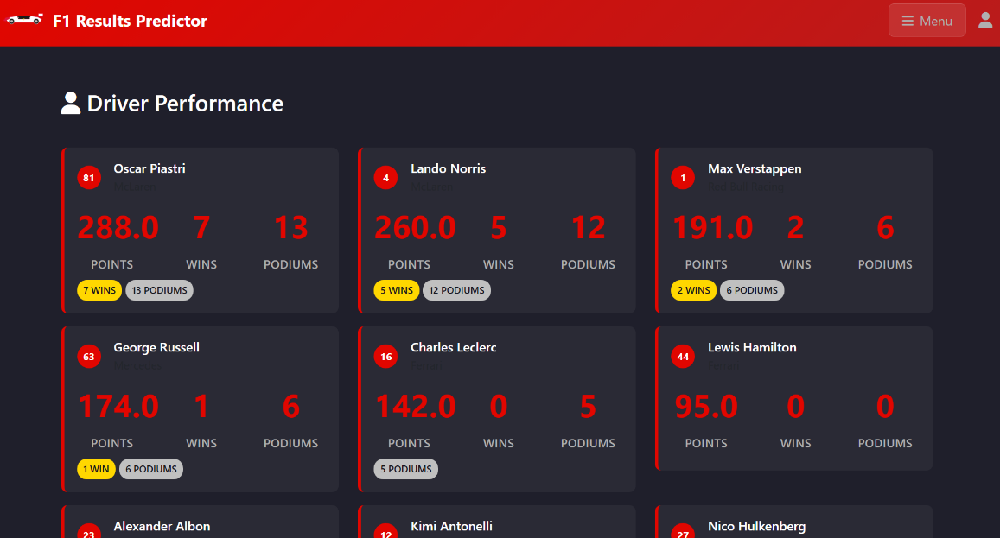 F1 Results Predictor
Menu
Driver Performance
81 Oscar Piastri
McLaren
288.0 7 13
POINTS WINS PODIUMS
7 WINS 13 PODIUMS
4 Lando Norris
McLaren
260.0 5 12
POINTS WINS PODIUMS
5 WINS 12 PODIUMS
1 Max Verstappen
Red Bull Racing
191.0 2 6
POINTS WINS PODIUMS
2 WINS 6 PODIUMS
63 George Russell
Mercedes
174.0 1 6
POINTS WINS PODIUMS
1 WIN 6 PODIUMS
16 Charles Leclerc
Ferrari
142.0 0 5
POINTS WINS PODIUMS
5 PODIUMS
44 Lewis Hamilton
Ferrari
95.0 0 0
POINTS WINS PODIUMS
23 Alexander Albon
12 Kimi Antonelli
27 Nico Hulkenberg